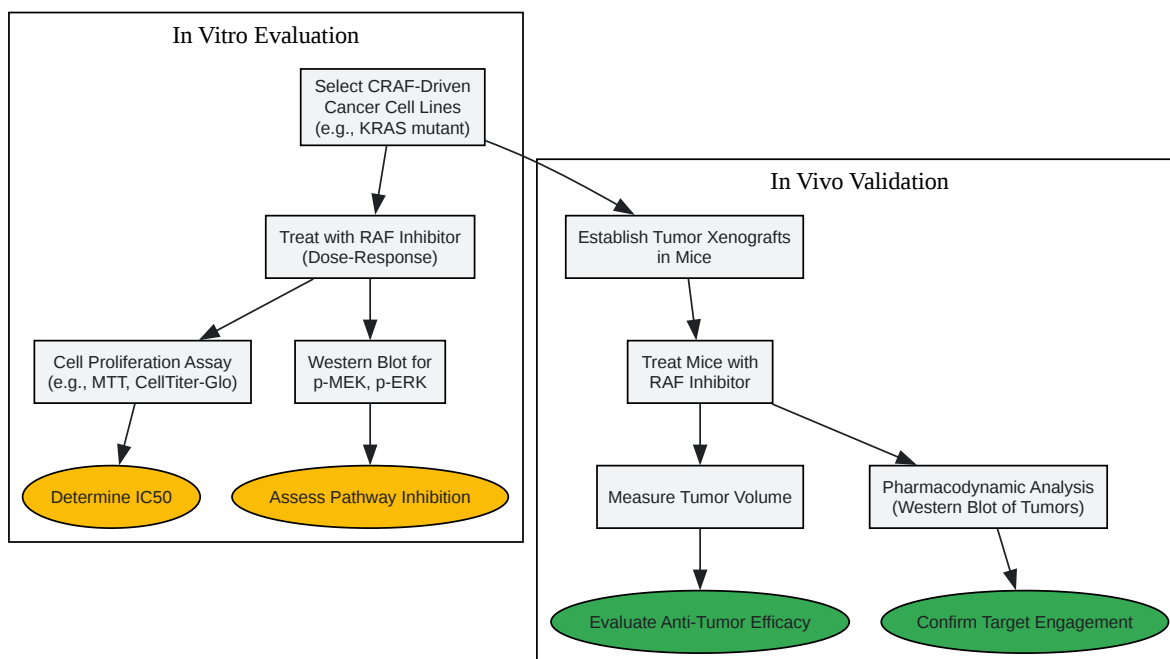 In Vitro Evaluation
Select CRAF-Driven
Cancer Cell Lines
(e.g., KRAS mutant)
Treat with RAF Inhibitor
(Dose-Response)
Cell Proliferation Assay
(e.g., MTT, CellTiter-Glo)
Western Blot for
p-MEK, p-ERK
Determine IC50
Assess Pathway Inhibition
In Vivo Validation
Establish Tumor Xenografts
in Mice
Treat Mice with
RAF Inhibitor
Measure Tumor Volume
Pharmacodynamic Analysis
(Western Blot of Tumors)
Evaluate Anti-Tumor Efficacy
Confirm Target Engagement